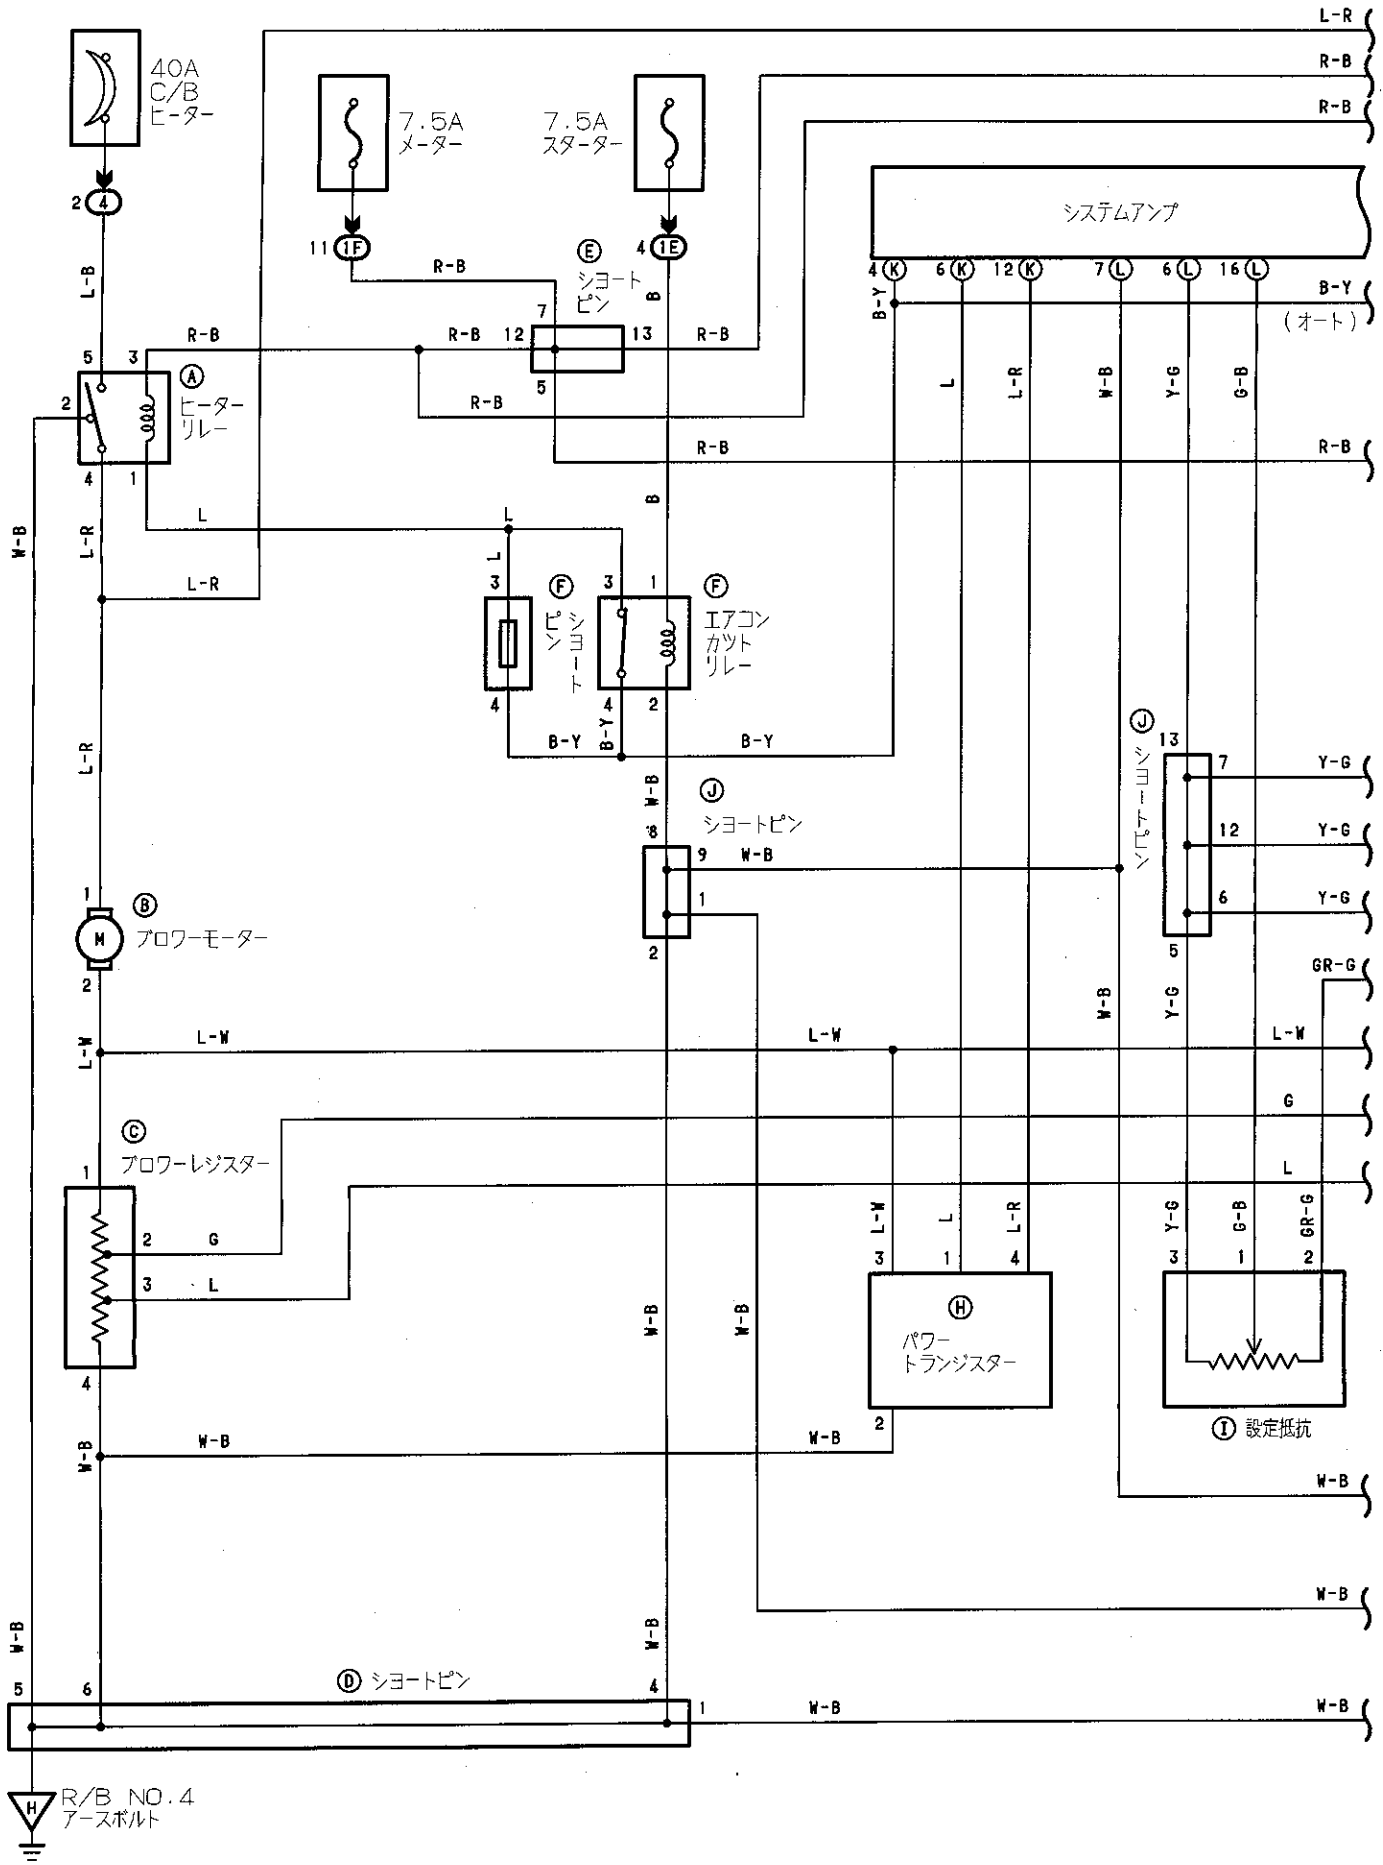 L-R
R-B
R-B
40A
C/B
ヒーター
7.5A
メーター
7.5A
スターター
システムアンプ
2 4
11 1F
E
ショート
ピン
4 1E
4 K 6 K 12 K 7 L 6 L 16 L
L-B
R-B
B
B-Y
B-Y
(オート)
7
R-B
R-B 12
13 R-B
5
5 3
A
ヒーター
リレー
2
R-B
L
L-R
W-B
Y-G
G-B
4 1
R-B
R-B
W-B
L-R
L
L
B
L
L-R
3 F
ショート
ピン
3 1 F
エアコン
カットリレー
4
4 2
B-Y
B-Y
B-Y
L-R
W-B
J
ショートピン
8
9 W-B
1
2
J
ショートピン
13
7 Y-G
12 Y-G
6 Y-G
5
1 B
M ブロワーモーター
2
W-B
Y-G
GR-G
L-W
L-W
L-W
L-W
G
L
C
ブロワーレジスター
1
2 G
3 L
4
L-W
L
L-R
Y-G
G-B
GR-G
3 1 4
3 1 2
H
パワー
トランジスター
2
W-B
W-B
I 設定抵抗
W-B
W-B
W-B
W-B
W-B
W-B
W-B
D ショートピン
5 6 4
1 W-B
W-B
H
R/B NO.4
アースボルト